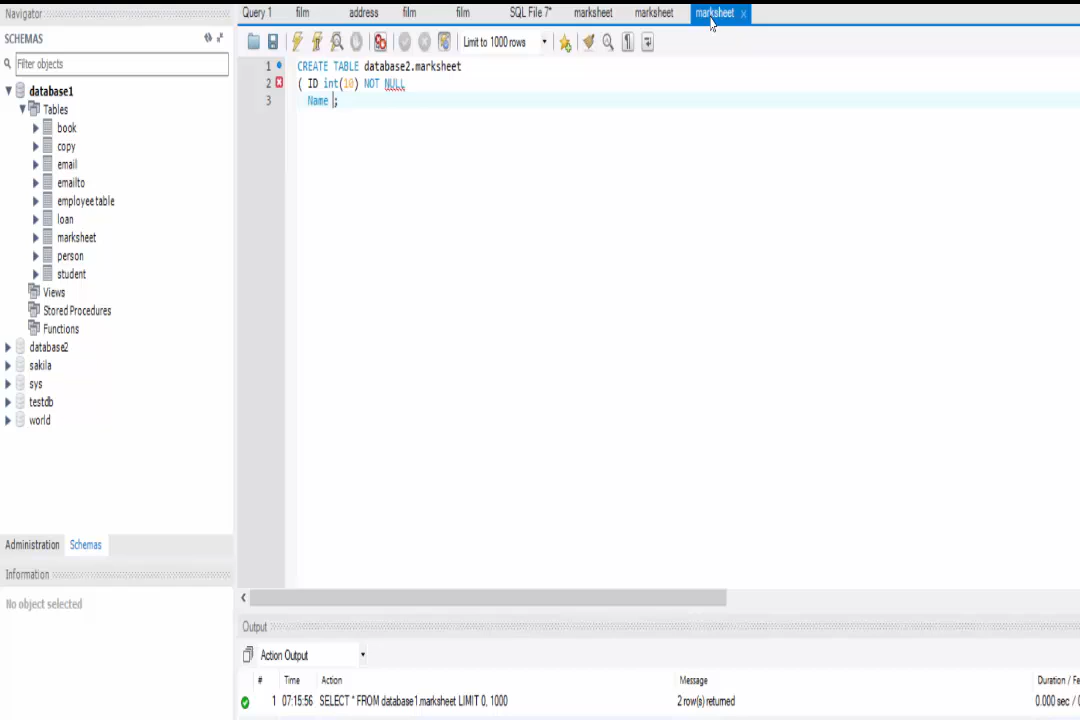 Navigator
SCHEMAS
Filter objects
database1
Tables
book
copy
email
emailto
employeetable
loan
marksheet
person
student
Views
Stored Procedures
Functions
database2
sakila
sys
testdb
world
Administration Schemas
Information
No object selected
Query 1 film address film film SQL File 7* marksheet marksheet marksheet
Limit to 1000 rows
1 CREATE TABLE database2.marksheet
2 ( ID int(10) NOT NULL
3 Name ;
Output
Action Output
# Time Action Message Duration / Fe
1 07:15:56 SELECT * FROM database1.marksheet LIMIT 0, 1000 2 row(s) returned 0.000 sec /